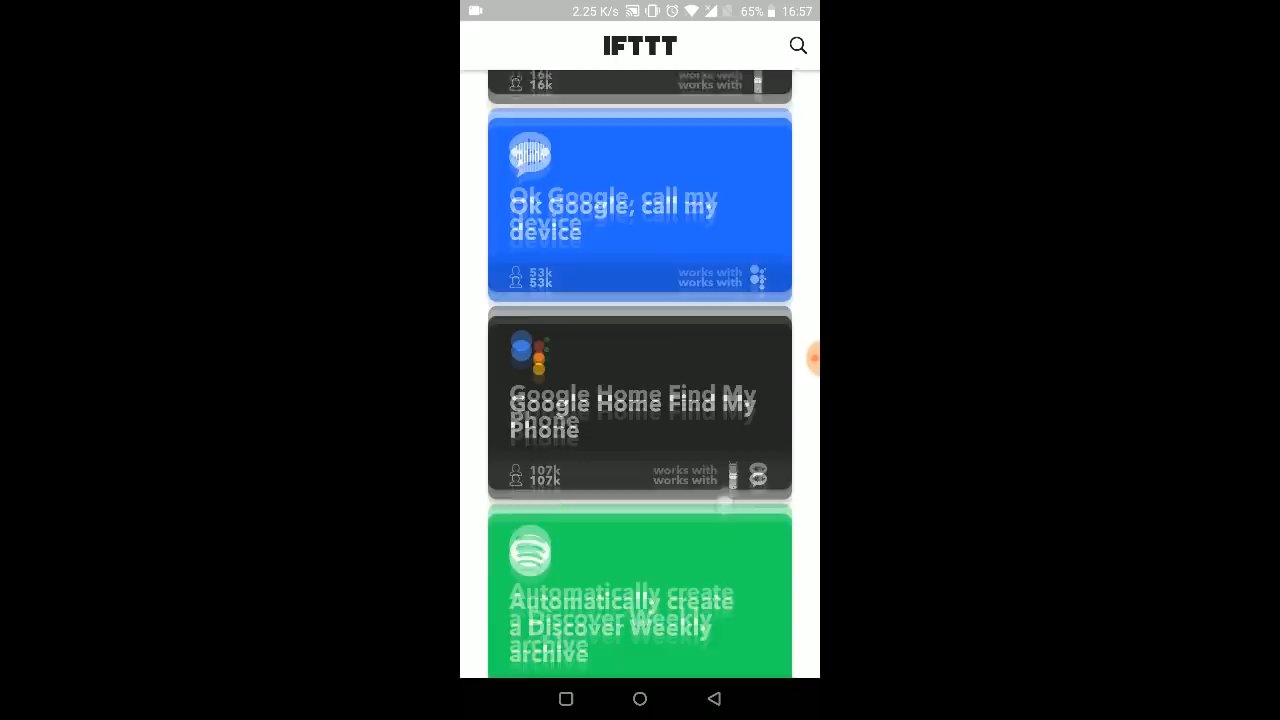 2.25 K/s 65% 16:57
IFTTT
16k works with
Ok Google, call my
device
53k works with
Google Home Find My
Phone
107k works with
Automatically create
a Discover Weekly
archive